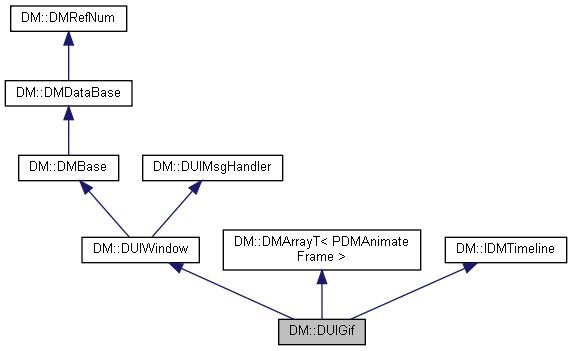 DM::DMRefNum
DM::DMDataBase
DM::DMBase
DM::DUIMsgHandler
DM::DUIWindow
DM::DMArrayT< PDMAnimate
Frame >
DM::IDMTimeline
DM::DUIGif